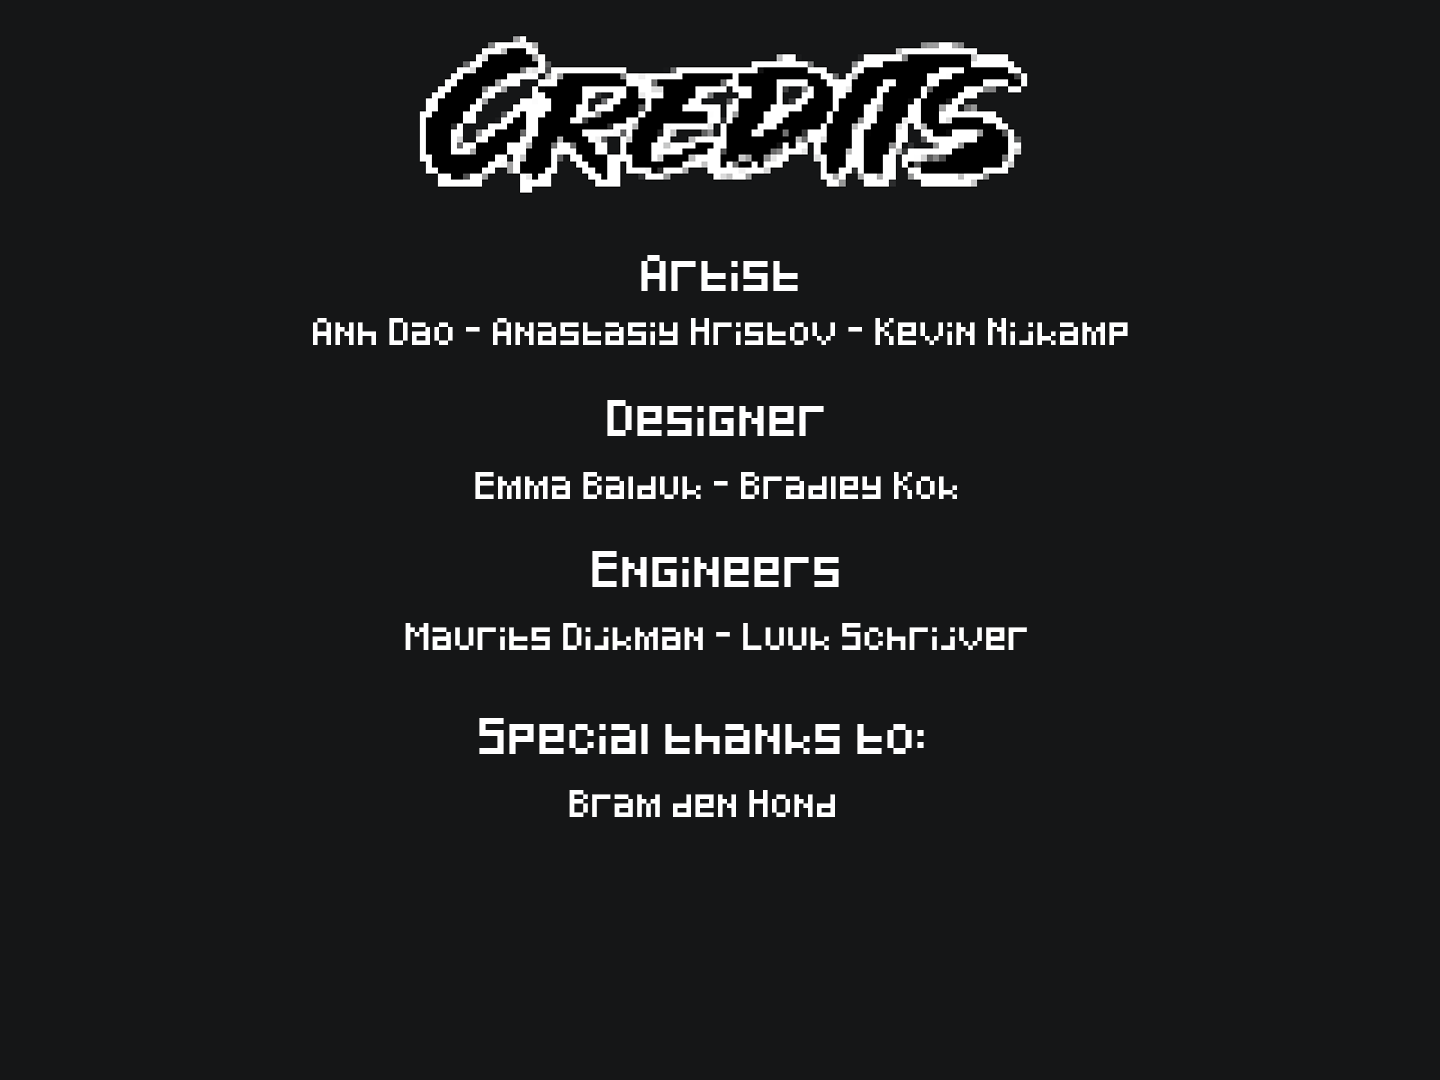 CREDITS
Artist
Anh Dao - Anastasiy Hristov - Kevin Nijkamp
Designer
Emma Balduk - Bradley Kok
Engineers
Maurits Dijkman - Luuk Schrijver
Special thanks to:
Bram den Hond